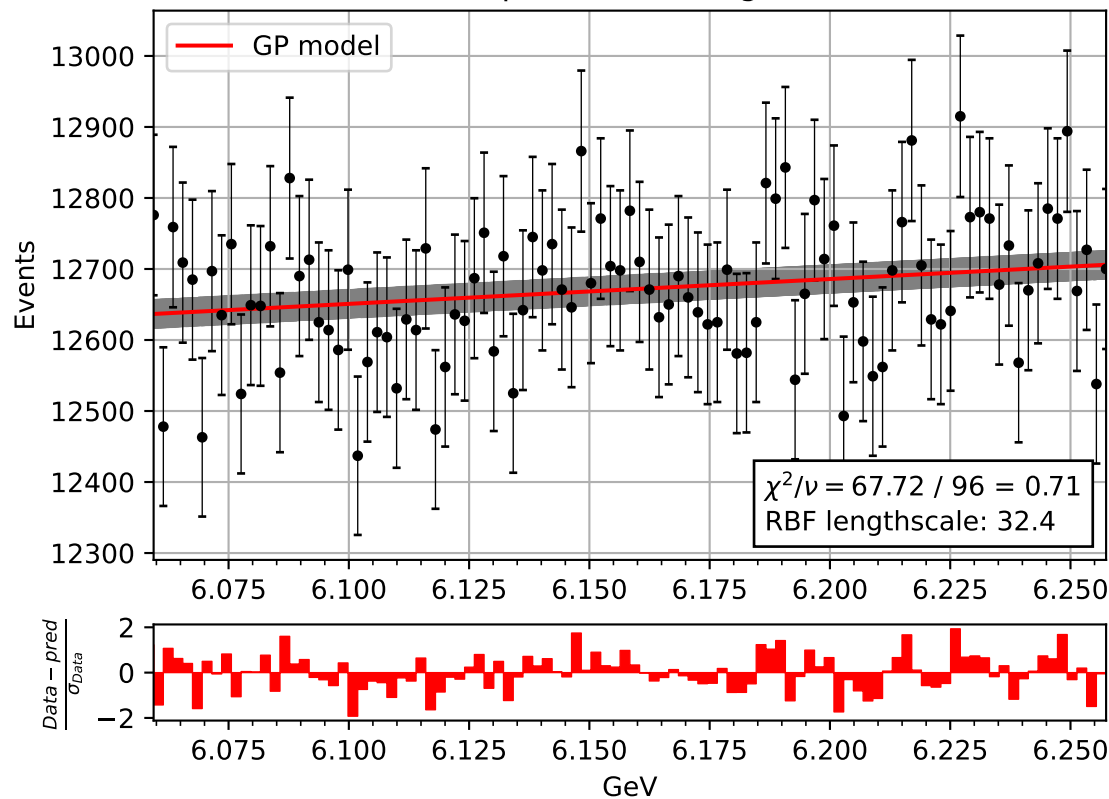 GP model
13000
12900
12800
12700
12600
12500
12400
12300
Events
χ²/ν = 67.72 / 96 = 0.71
RBF lengthscale: 32.4
6.075 6.100 6.125 6.150 6.175 6.200 6.225 6.250
2
0
−2
Data − pred
σData
6.075 6.100 6.125 6.150 6.175 6.200 6.225 6.250
GeV